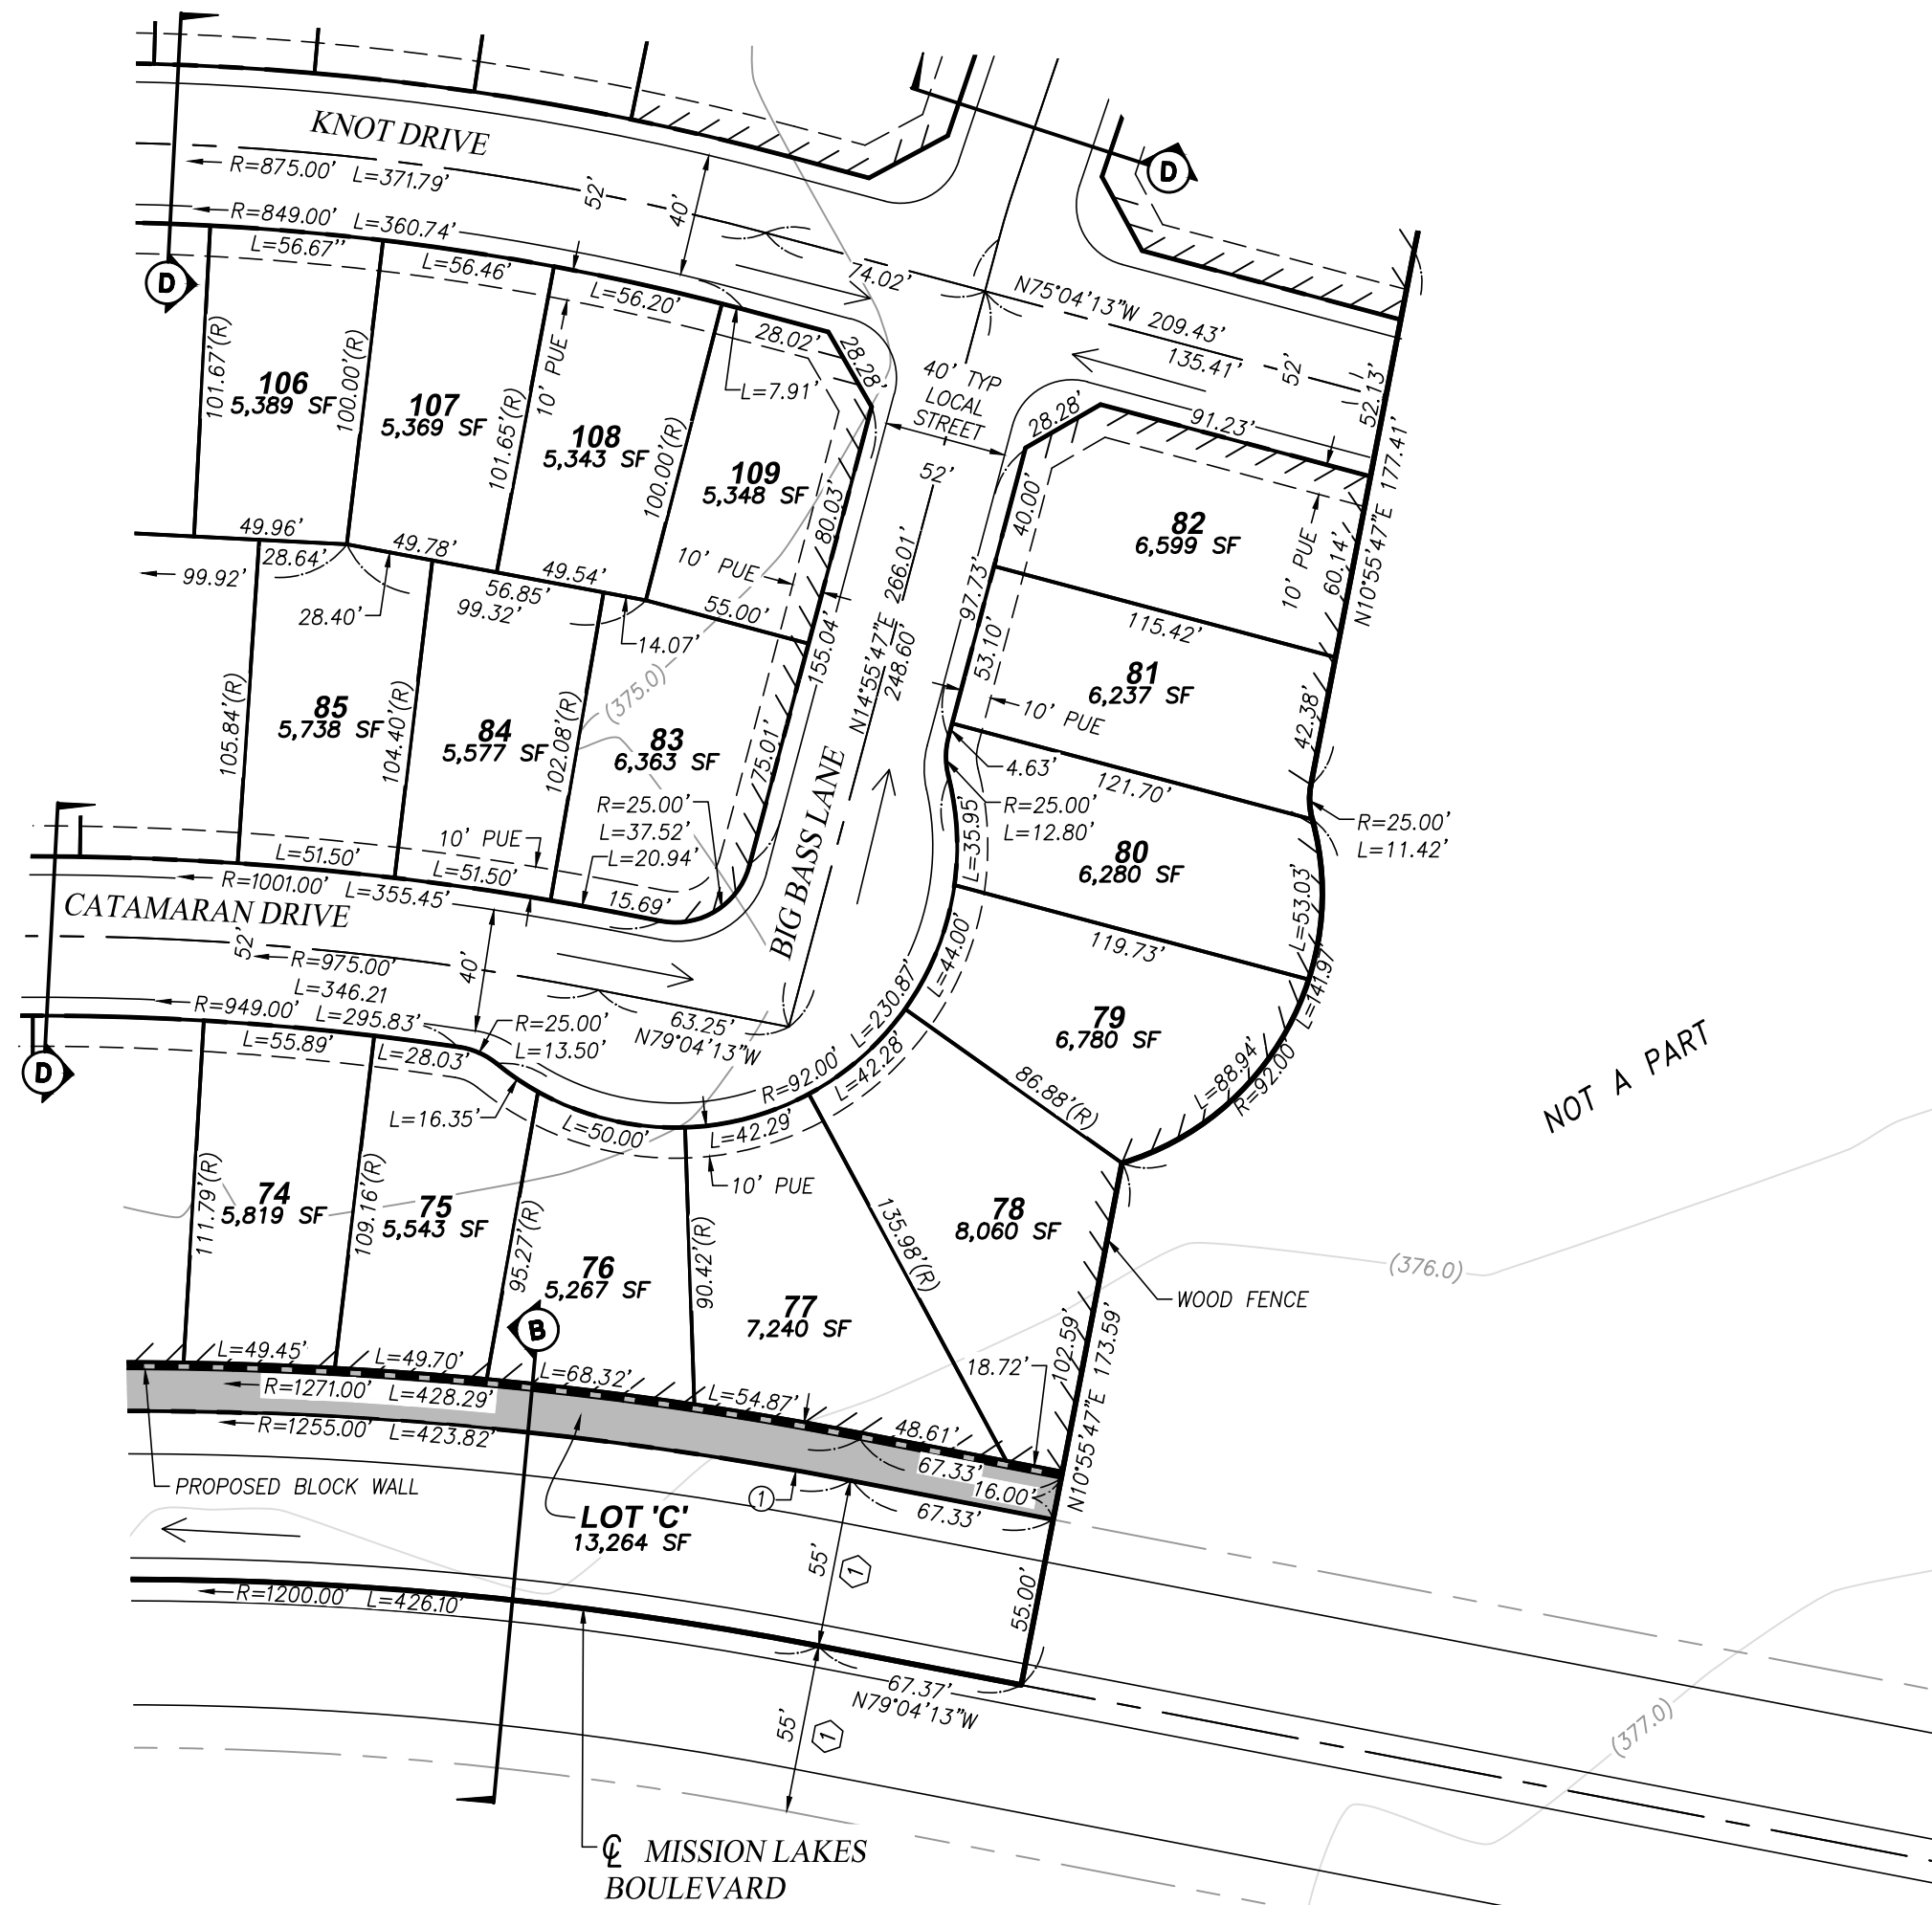 KNOT DRIVE
R=875.00' L=371.79'
R=849.00' L=360.74'
L=56.67''
L=56.46'
L=56.20'
52'
40'
74.02'
N75°04'13"W 209.43'
135.41'
52'
52.13'
D
D
28.02'
28.28'
L=7.91'
40' TYP
LOCAL
STREET
52'
28.28'
91.23'
N10°55'47"E 177.41'
101.67'(R)
106
5,389 SF
100.00'(R)
107
5,369 SF
101.65'(R)
10' PUE
108
5,343 SF
100.00'(R)
109
5,348 SF
80.03'
10' PUE
40.00'
82
6,599 SF
10' PUE
60.14'
49.96'
28.64'
49.78'
49.54'
56.85'
99.32'
99.92'
28.40'
14.07'
55.00'
(375.0)
155.04'
N14°55'47"E 266.01'
248.60'
97.73'
53.10'
115.42'
81
6,237 SF
10' PUE
42.38'
105.84'(R)
85
5,738 SF
104.40'(R)
84
5,577 SF
102.08'(R)
83
6,363 SF
75.01'
R=25.00'
L=37.52'
L=20.94'
10' PUE
BIG BASS LANE
4.63'
121.70'
R=25.00'
L=12.80'
R=25.00'
L=11.42'
L=35.95'
80
6,280 SF
L=53.03'
L=51.50'
L=51.50'
15.69'
R=1001.00' L=355.45'
CATAMARAN DRIVE
52'
R=975.00'
L=346.21
40'
R=949.00' L=295.83'
R=25.00'
L=13.50'
63.25'
N79°04'13"W
L=44.00'
119.73'
L=141.97'
L=230.87'
R=92.00'
L=42.28'
79
6,780 SF
L=88.94'
R=92.00'
86.88'(R)
NOT A PART
D
L=55.89'
L=28.03'
L=16.35'
L=50.00'
L=42.29'
10' PUE
111.79'(R)
74
5,819 SF
109.16'(R)
75
5,543 SF
95.27'(R)
76
5,267 SF
90.42'(R)
77
7,240 SF
135.98'(R)
78
8,060 SF
(376.0)
WOOD FENCE
B
102.59'
N10°55'47"E 173.59'
18.72'
L=49.45'
L=49.70'
L=68.32'
L=54.87'
48.61'
R=1271.00' L=428.29'
R=1255.00' L=423.82'
67.33'
16.00'
67.33'
PROPOSED BLOCK WALL
1
LOT 'C'
13,264 SF
55'
1
55.00'
R=1200.00' L=426.10'
67.37'
N79°04'13"W
55'
1
(377.0)
℄ MISSION LAKES
BOULEVARD